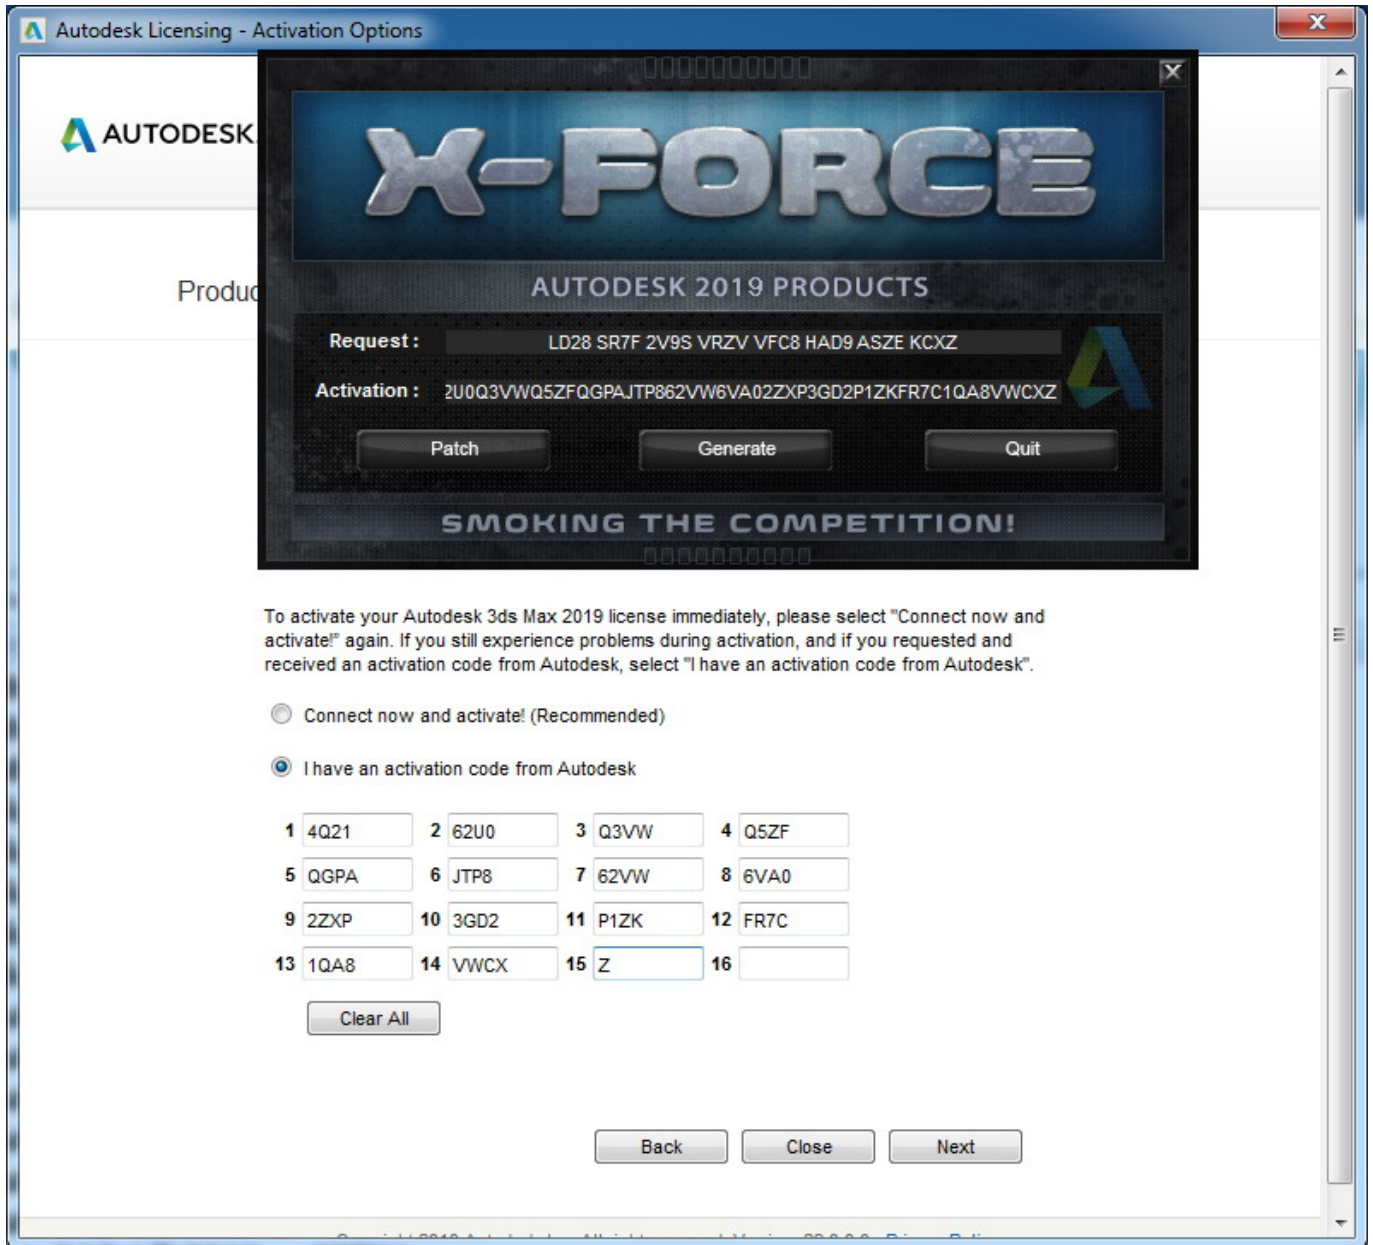 Autodesk Licensing - Activation Options
AUTODESK
X-FORCE
AUTODESK 2019 PRODUCTS
Produc
Request : LD28 SR7F 2V9S VRZV VFC8 HAD9 ASZE KCXZ
Activation : 2U0Q3VWQ5ZFQGPAJTP862VW6VA02ZXP3GD2P1ZKFR7C1QA8VWCXZ
Patch Generate Quit
SMOKING THE COMPETITION!
To activate your Autodesk 3ds Max 2019 license immediately, please select "Connect now and
activate!" again. If you still experience problems during activation, and if you requested and
received an activation code from Autodesk, select "I have an activation code from Autodesk".
Connect now and activate! (Recommended)
I have an activation code from Autodesk
1 4Q21 2 62U0 3 Q3VW 4 Q5ZF
5 QGPA 6 JTP8 7 62VW 8 6VA0
9 2ZXP 10 3GD2 11 P1ZK 12 FR7C
13 1QA8 14 VWCX 15 Z 16
Clear All
Back Close Next